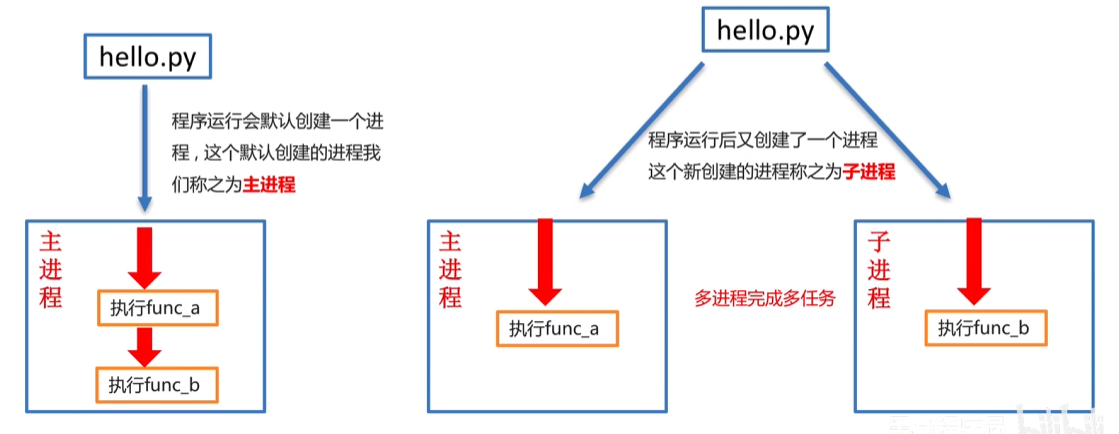 hello.py
程序运行会默认创建一个进
程，这个默认创建的进程我
们称之为主进程
主进程
执行func_a
执行func_b
hello.py
程序运行后又创建了一个进程
这个新创建的进程称之为子进程
主进程
执行func_a
多进程完成多任务
子进程
执行func_b
bilibili